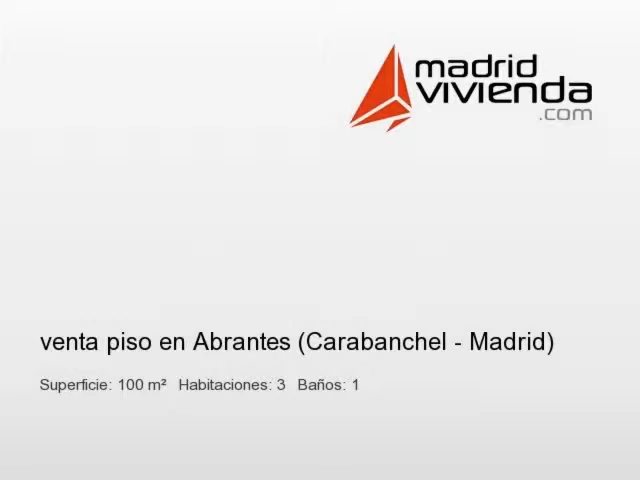 madrid
vivienda
.com
venta piso en Abrantes (Carabanchel - Madrid)
Superficie: 100 m² Habitaciones: 3 Baños: 1